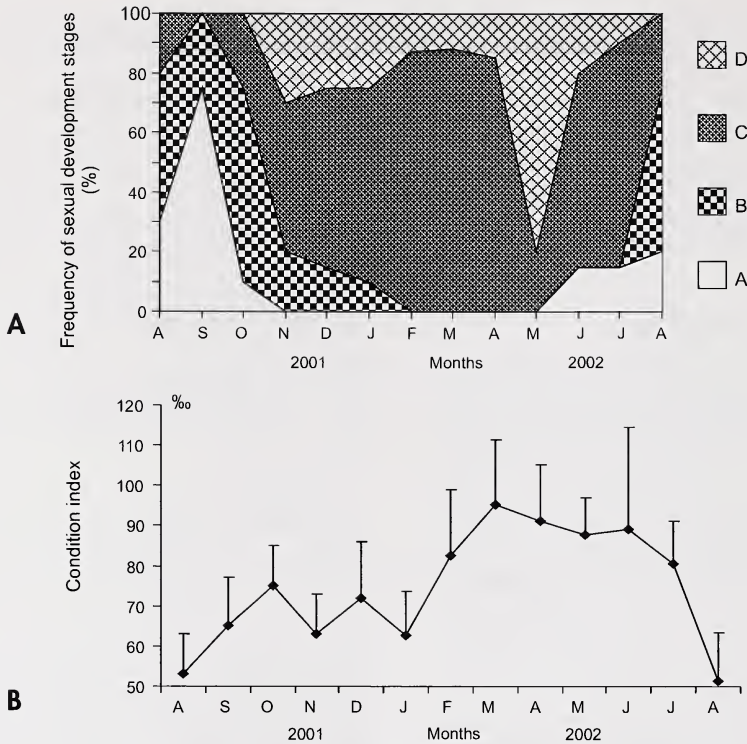 Frequency of sexual development stages
(%)
100
80
60
40
20
0
A S O N D J F M A M J J A
2001 Months 2002
D
C
B
A
A
Condition index
‰
120
110
100
90
80
70
60
50
A S O N D J F M A M J J A
2001 Months 2002
B